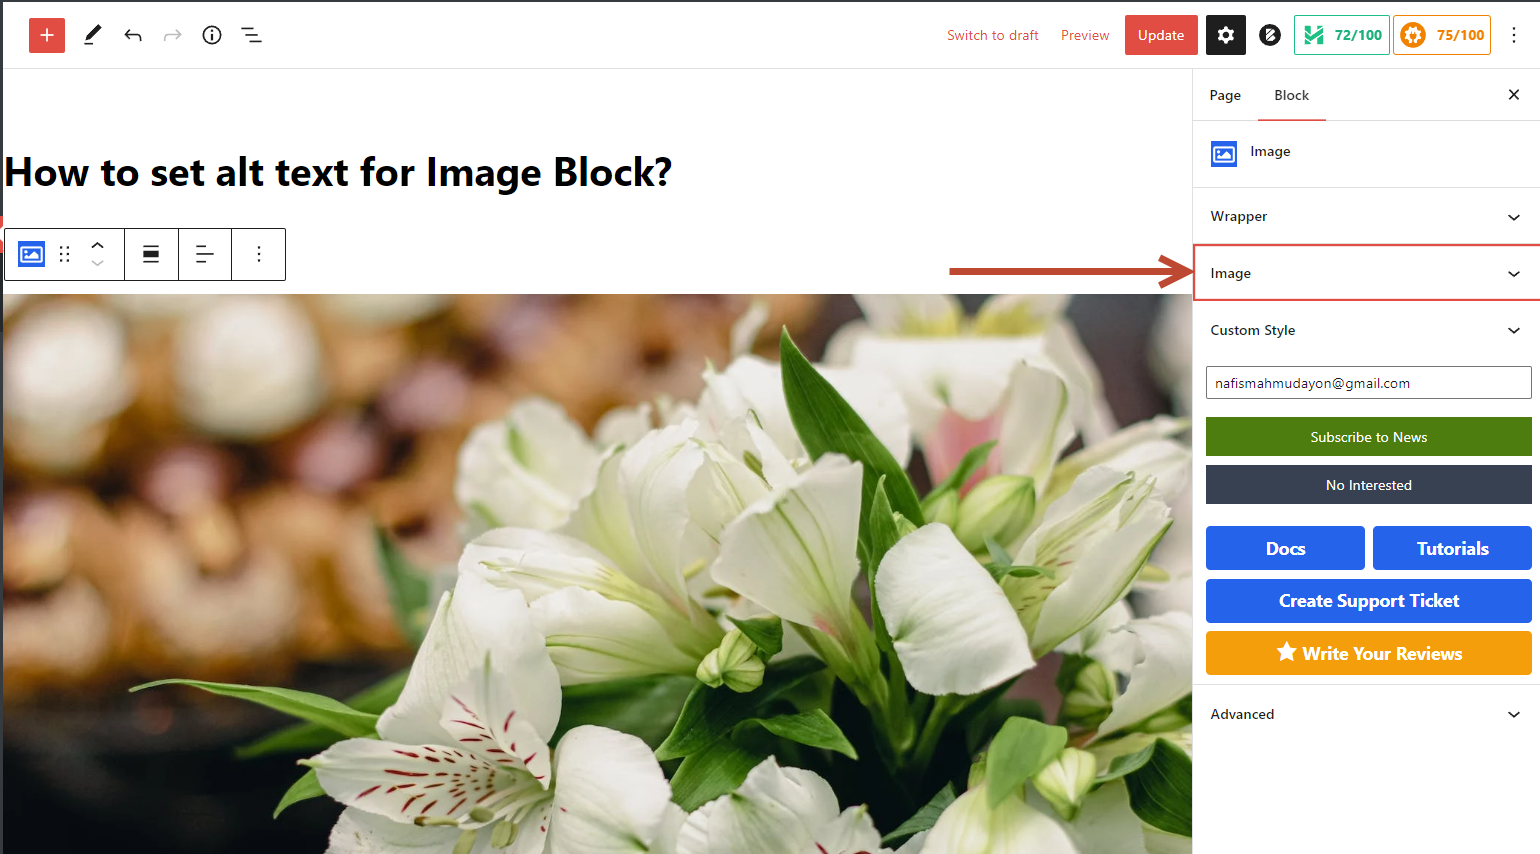 Switch to draft Preview Update 72/100 75/100
Page Block
Image
How to set alt text for Image Block?
Wrapper
Image
Custom Style
nafismahmudayon@gmail.com
Subscribe to News
No Interested
Docs Tutorials
Create Support Ticket
Write Your Reviews
Advanced